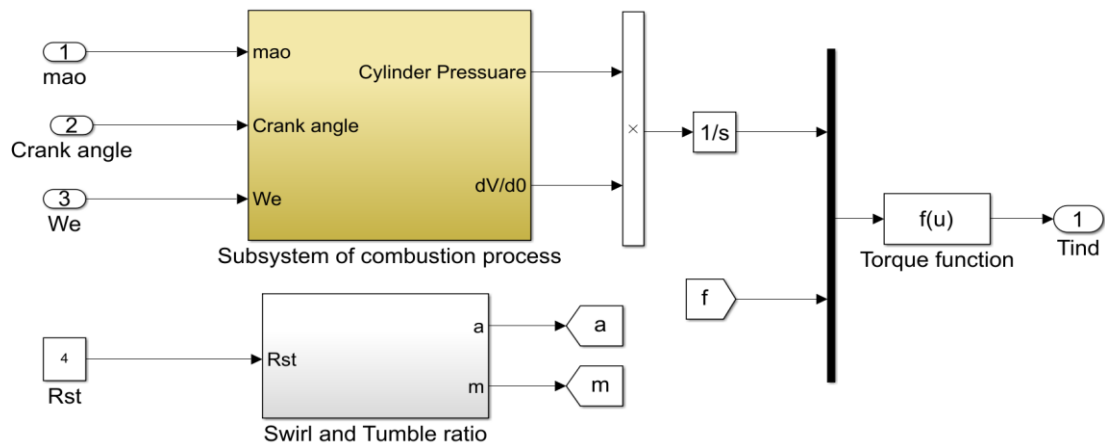 1
mao
2
Crank angle
3
We
mao
Crank angle
We
Cylinder Pressuare
dV/d0
Subsystem of combustion process
×
1/s
f
f(u)
Torque function
1
Tind
4
Rst
Rst
a
m
Swirl and Tumble ratio
a
m